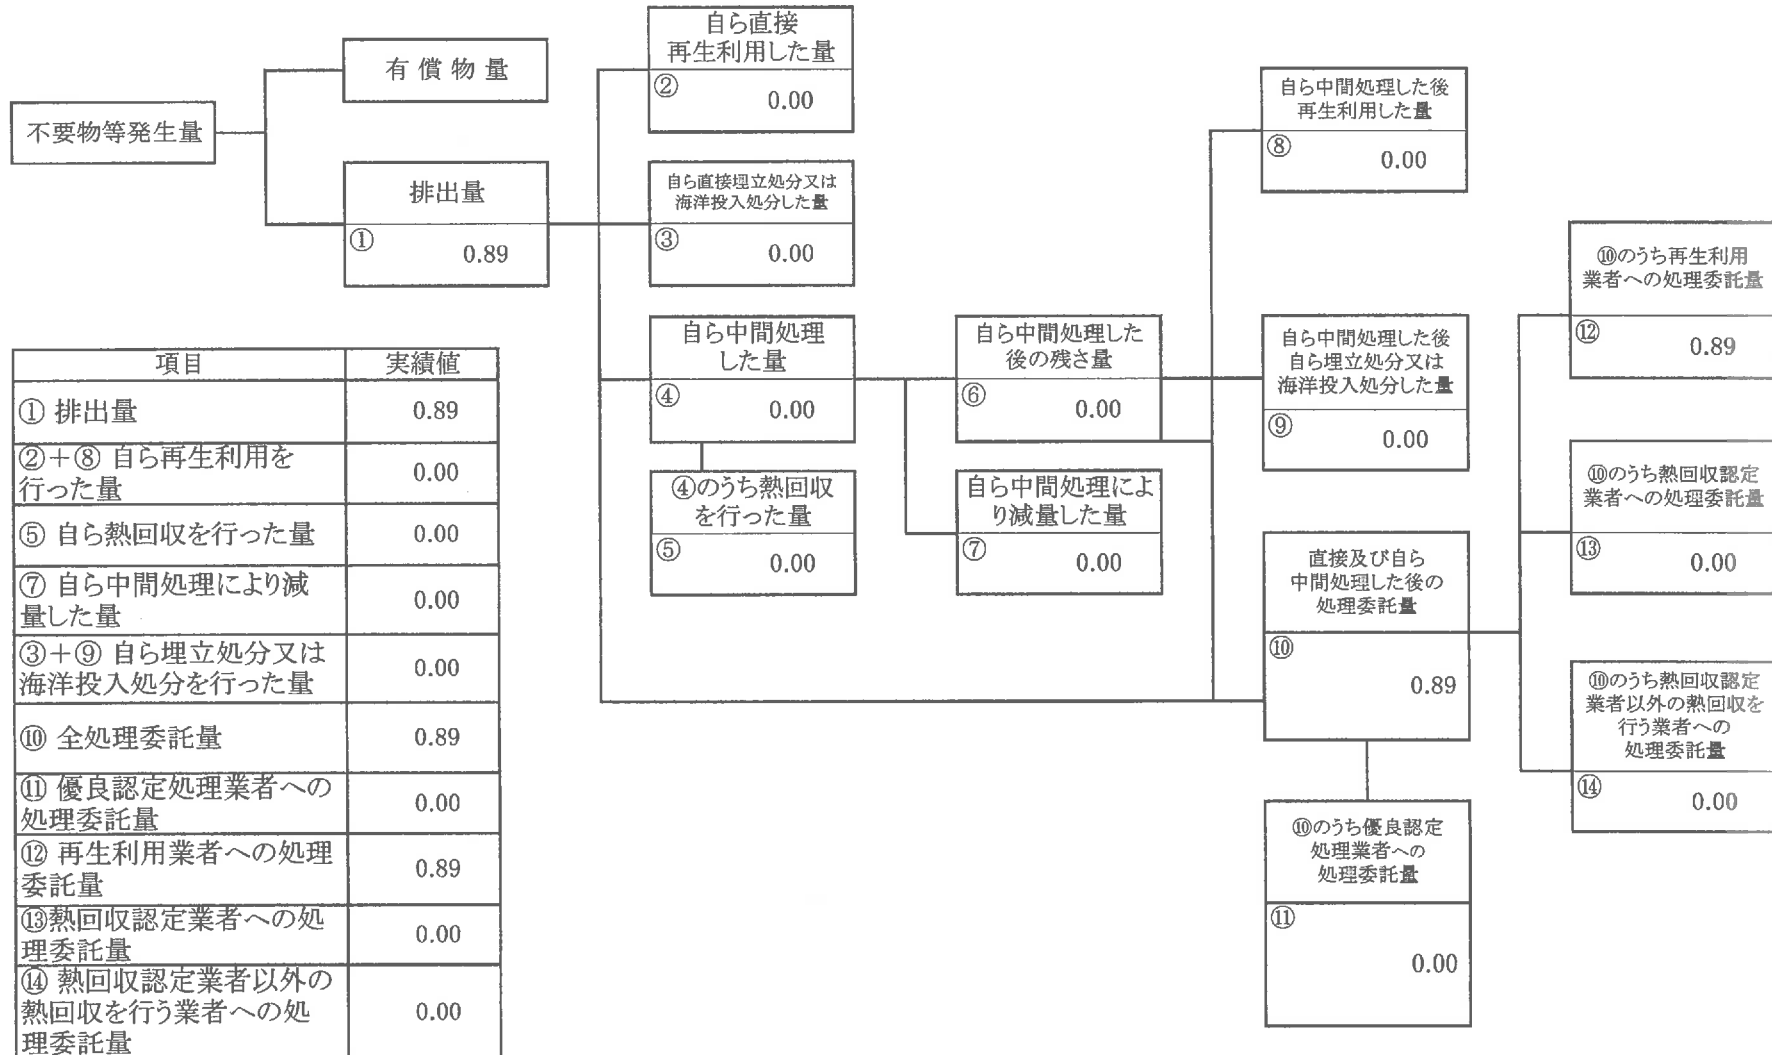 不要物等発生量
有償物量
排出量
① 0.89
自ら直接
再生利用した量
② 0.00
自ら直接埋立処分又は
海洋投入処分した量
③ 0.00
自ら中間処理
した量
④ 0.00
④のうち熱回収
を行った量
⑤ 0.00
自ら中間処理した
後の残さ量
⑥ 0.00
自ら中間処理によ
り減量した量
⑦ 0.00
自ら中間処理した後
再生利用した量
⑧ 0.00
自ら中間処理した後
自ら埋立処分又は
海洋投入処分した量
⑨ 0.00
直接及び自ら
中間処理した後の
処理委託量
⑩ 0.89
⑩のうち優良認定
処理業者への
処理委託量
⑪ 0.00
⑩のうち再生利用
業者への処理委託量
⑫ 0.89
⑩のうち熱回収認定
業者への処理委託量
⑬ 0.00
⑩のうち熱回収認定
業者以外の熱回収を
行う業者への
処理委託量
⑭ 0.00
項目 実績値
① 排出量 0.89
②+⑧ 自ら再生利用を
行った量 0.00
⑤ 自ら熱回収を行った量 0.00
⑦ 自ら中間処理により減
量した量 0.00
③+⑨ 自ら埋立処分又は
海洋投入処分を行った量 0.00
⑩ 全処理委託量 0.89
⑪ 優良認定処理業者への
処理委託量 0.00
⑫ 再生利用業者への処理
委託量 0.89
⑬熱回収認定業者への処
理委託量 0.00
⑭ 熱回収認定業者以外の
熱回収を行う業者への処
理委託量 0.00